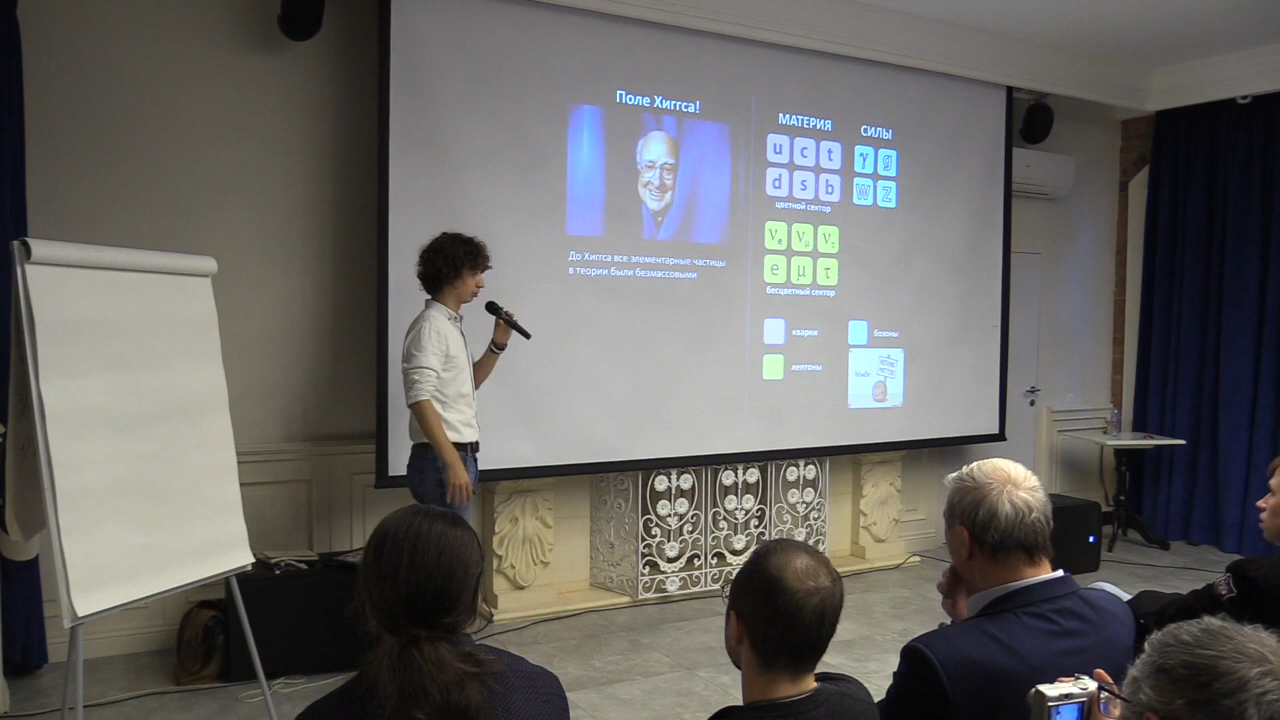 Поле Хиггса!
До Хиггса все элементарные частицы
в теории были безмассовыми
МАТЕРИЯ
u c t
d s b
цветной сектор
νe νμ ντ
e μ τ
бесцветный сектор
СИЛЫ
γ g
W Z
кварки
бозоны
лептоны